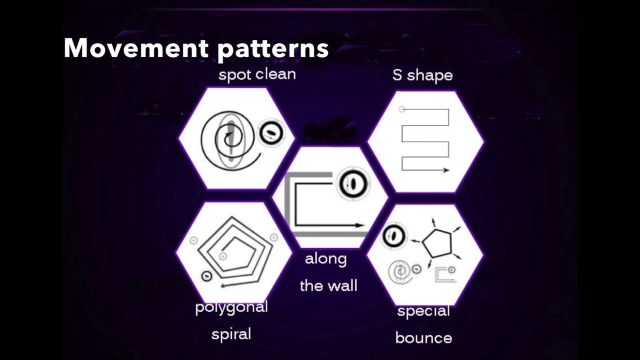 Movement patterns
spot clean
S shape
along
the wall
polygonal
spiral
special
bounce